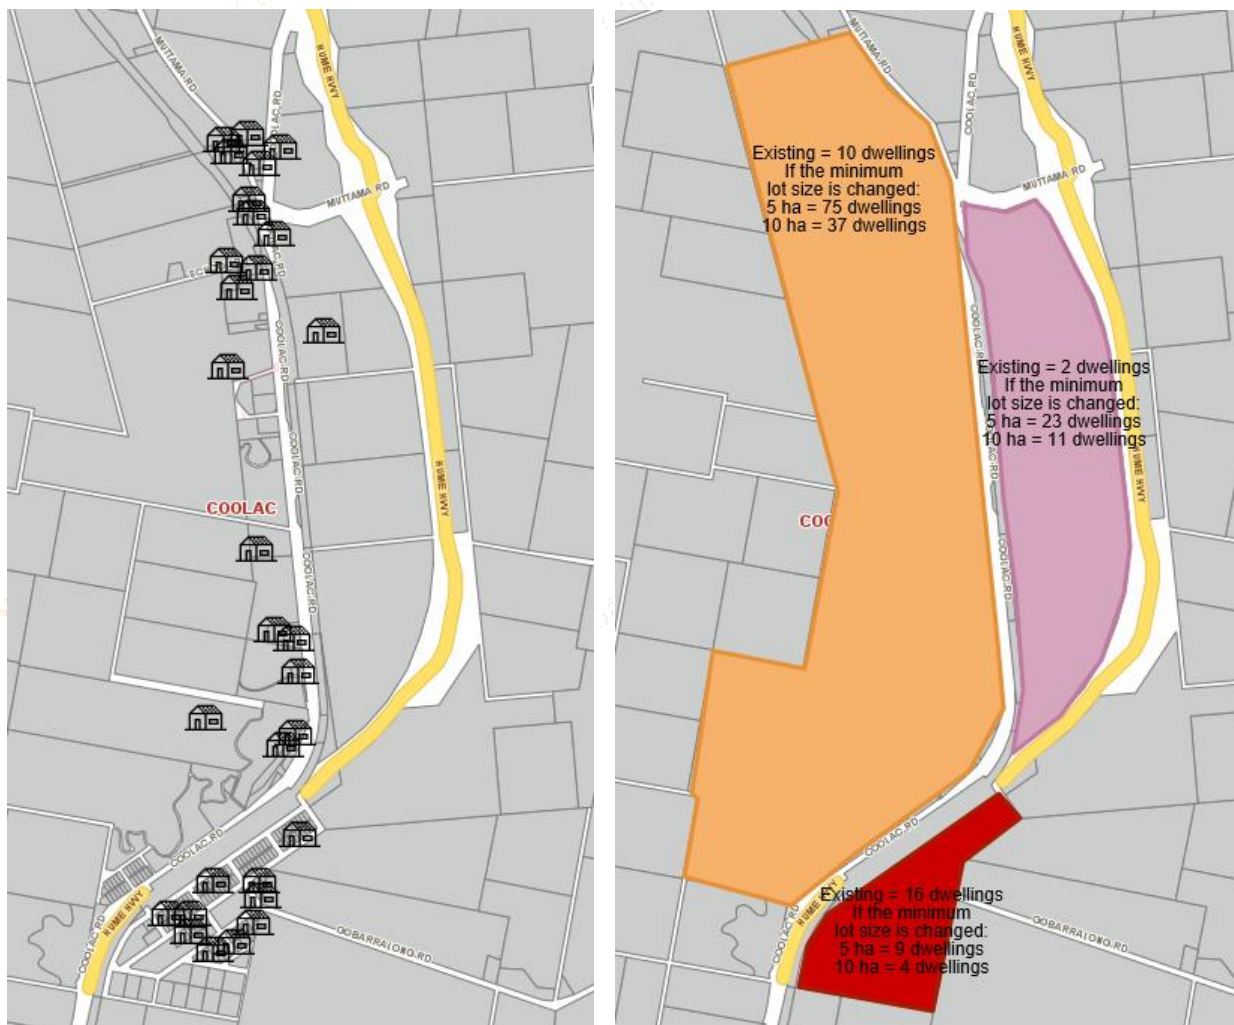 MUTTAMA RD
HUME HWY
COOLAC RD
MUTTAMA RD
COOLAC RD
COOLAC RD
COOLAC
COOLAC RD
HUME HWY
COOLAC RD
COOLAC RD
HUME HWY
GOBARRALONG RD
MUTTAMA RD
HUME HWY
COOLAC RD
MUTTAMA RD
Existing = 10 dwellings
If the minimum
lot size is changed:
5 ha = 75 dwellings
10 ha = 37 dwellings
COOLAC RD
Existing = 2 dwellings
If the minimum
lot size is changed:
5 ha = 23 dwellings
10 ha = 11 dwellings
HUME HWY
COOLAC RD
COOLAC RD
Existing = 16 dwellings
If the minimum
lot size is changed:
5 ha = 9 dwellings
10 ha = 4 dwellings
HUME HWY
COOLAC RD
GOBARRALONG RD